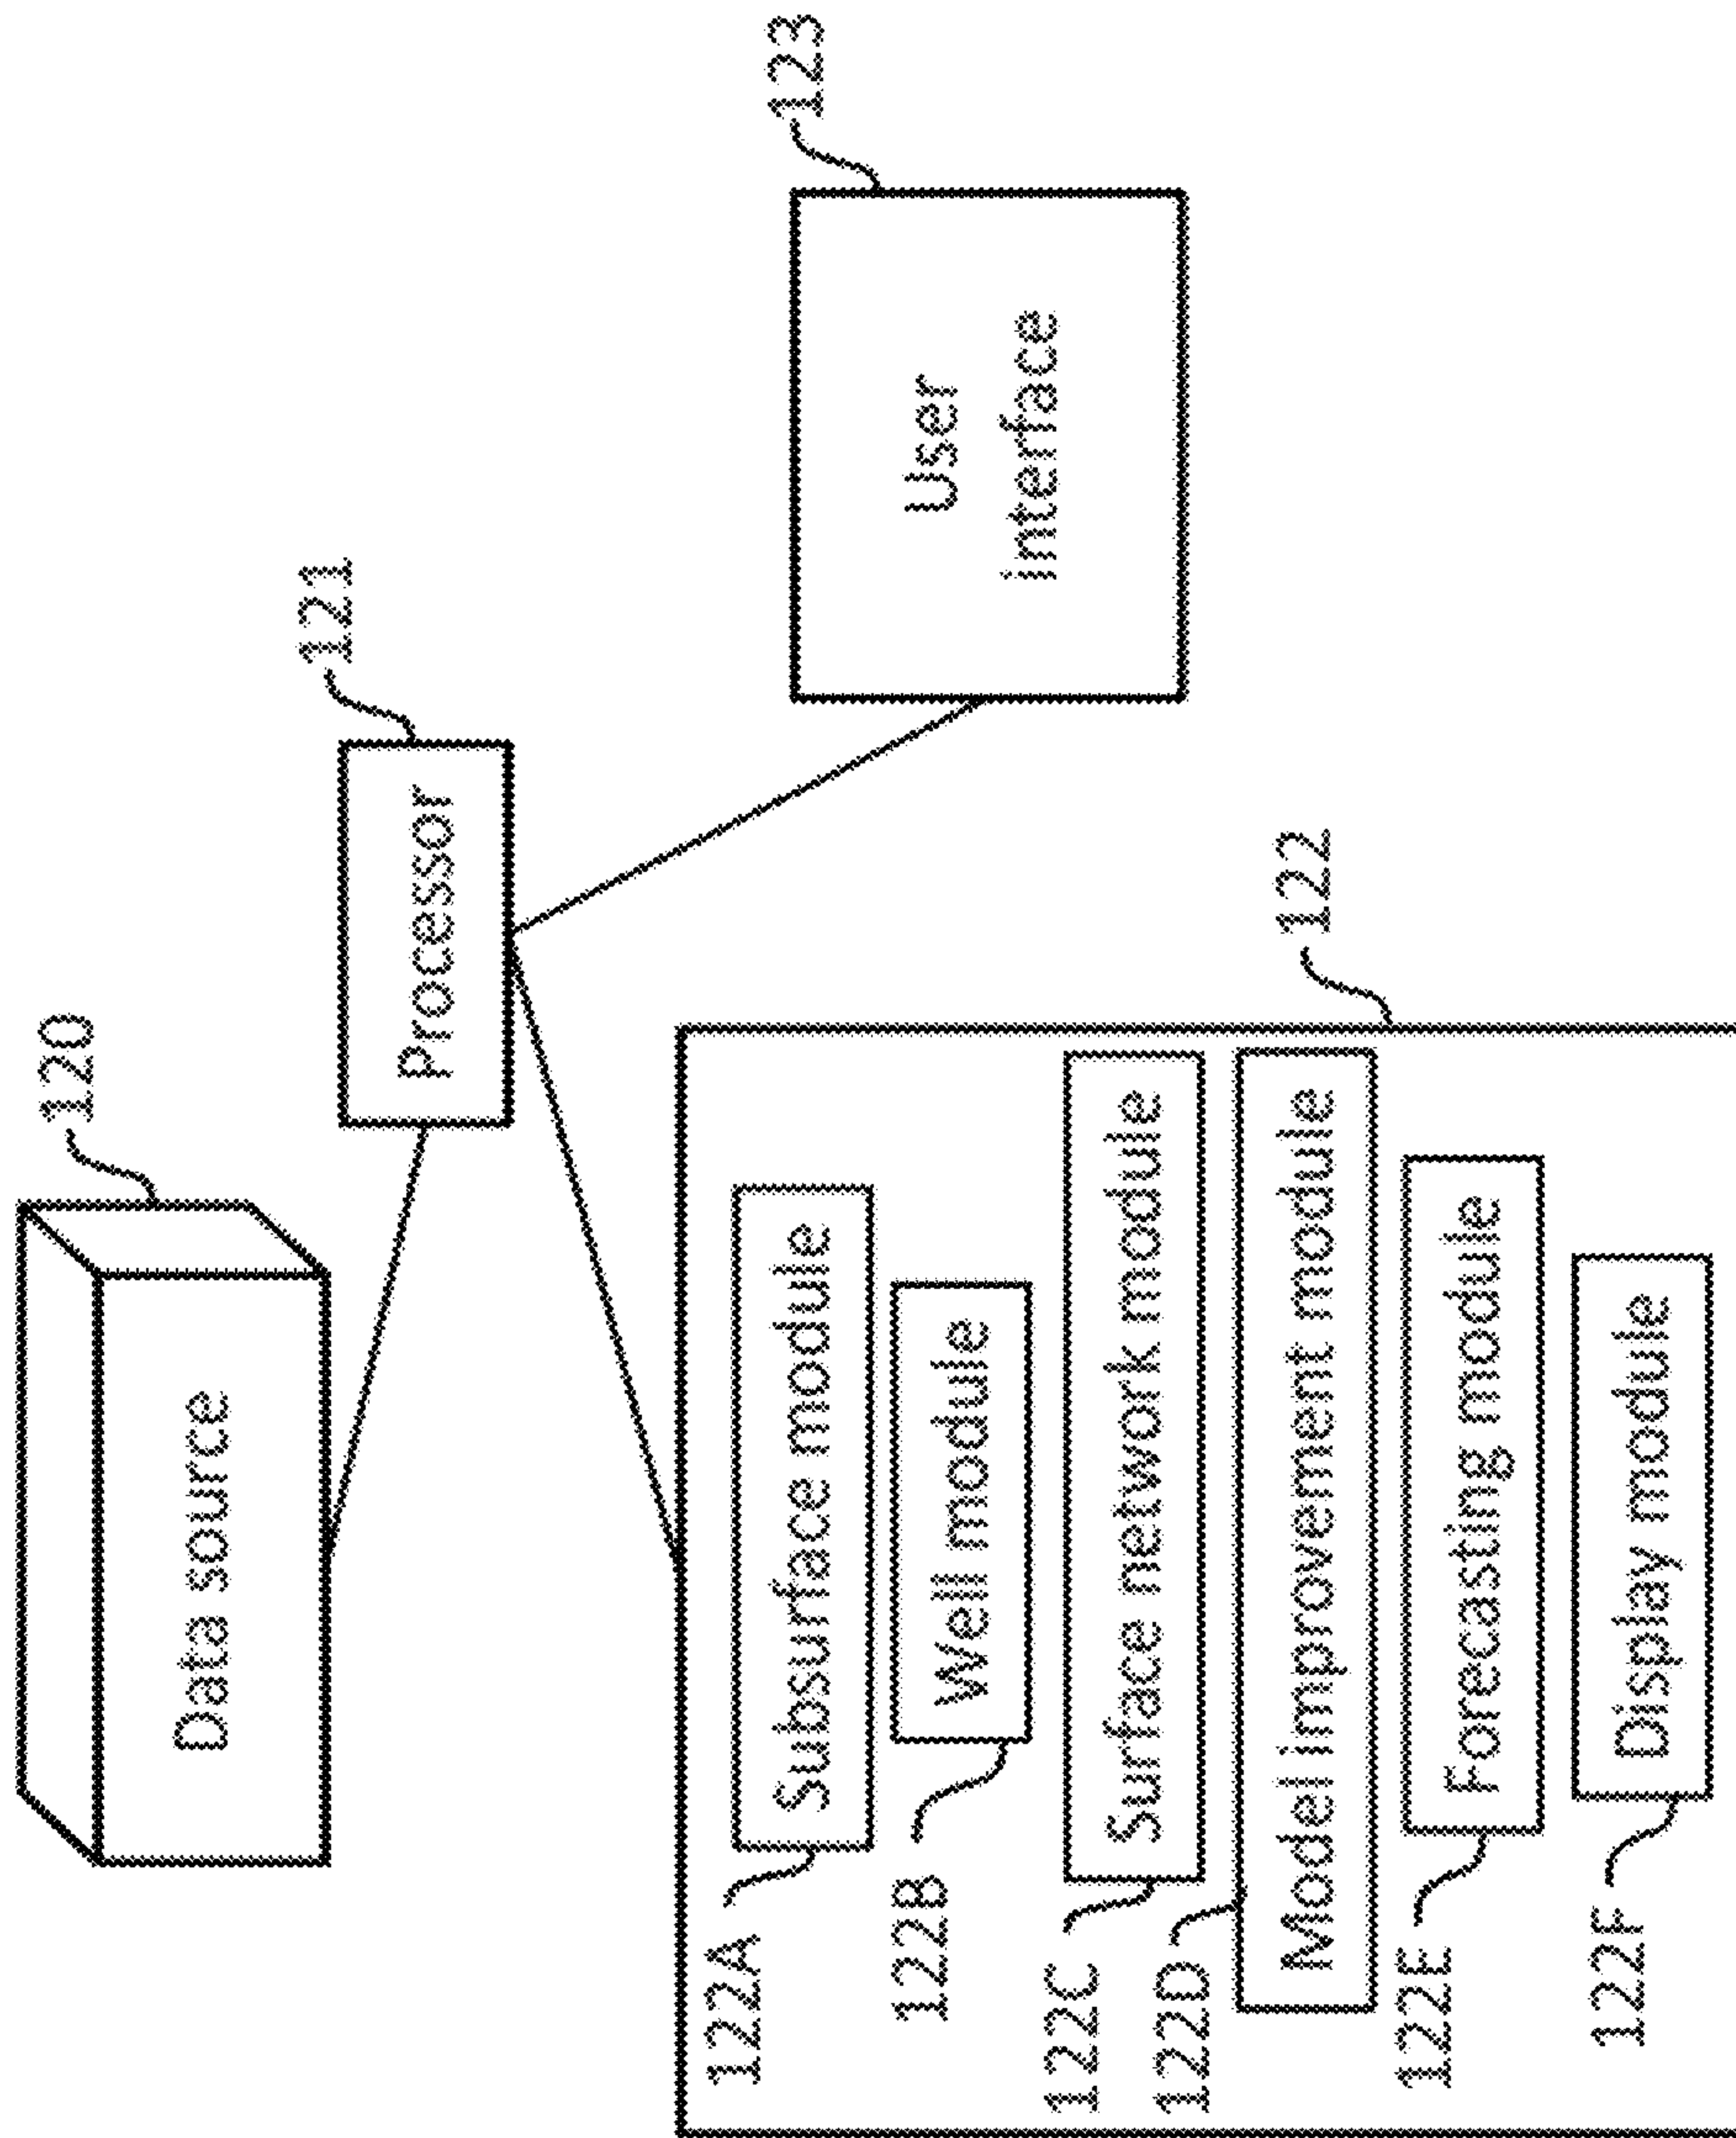 120
Data source
121
Processor
123
User
interface
122
122A
Subsurface module
122B
Well module
122C
Surface network module
122D
Model improvement module
122E
Forecasting module
122F
Display module